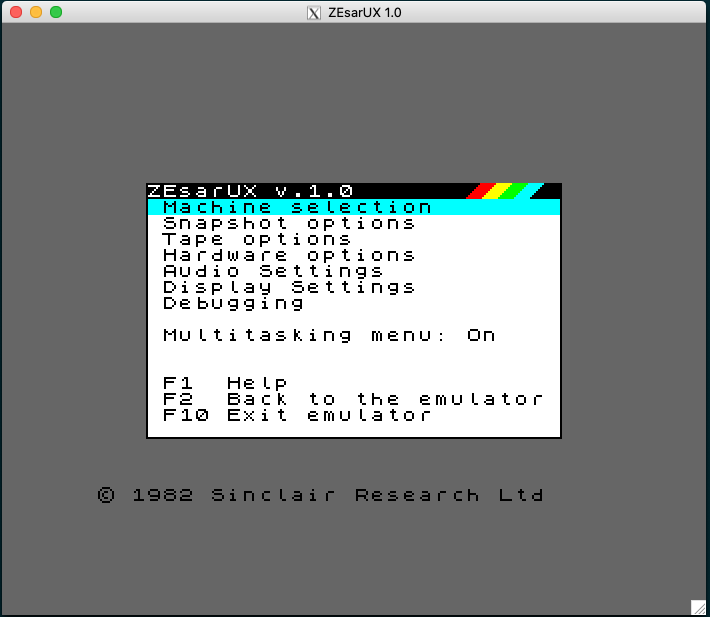 ZEsarUX 1.0
ZEsarUX v.1.0
Machine selection
Snapshot options
Tape options
Hardware options
Audio Settings
Display Settings
Debugging
Multitasking menu: On
F1 Help
F2 Back to the emulator
F10 Exit emulator
© 1982 Sinclair Research Ltd